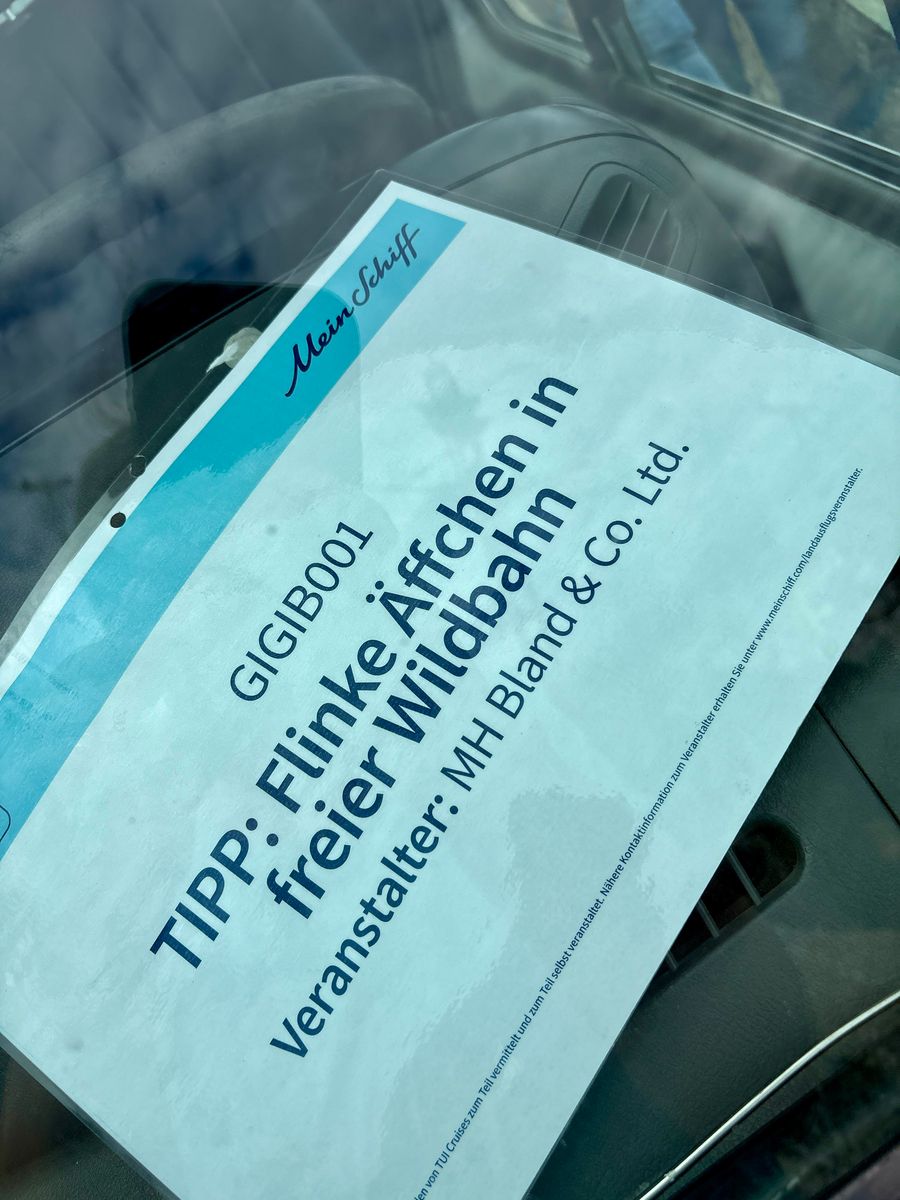 Mein Schiff
GIGIB001
TIPP: Flinke Äffchen in
freier Wildbahn
Veranstalter: MH Bland & Co. Ltd.
von TUI Cruises zum Teil vermittelt und zum Teil selbst veranstaltet. Nähere Kontaktinformation zum Veranstalter erhalten Sie unter www.meinschiff.com/landausflugsveranstalter.